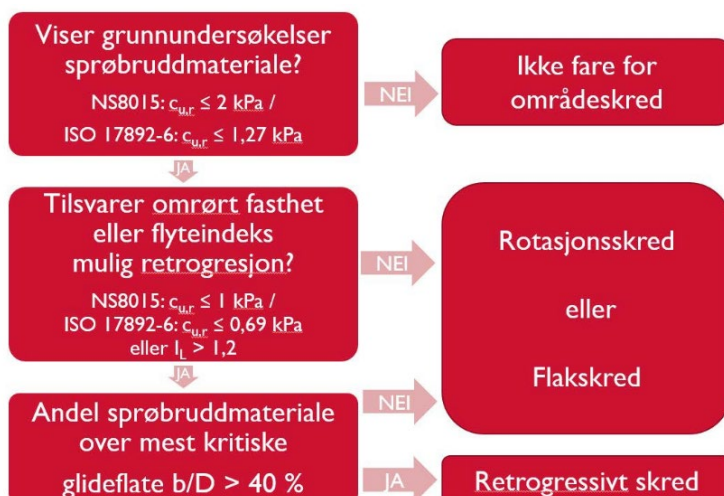 Viser grunnundersøkelser
sprøbruddmateriale?
NS8015: cu,r ≤ 2 kPa /
ISO 17892-6: cu,r ≤ 1,27 kPa
NEI
Ikke fare for
områdeskred
JA
Tilsvarer omrørt fasthet
eller flyteindeks
mulig retrogresjon?
NS8015: cu,r ≤ 1 kPa /
ISO 17892-6: cu,r ≤ 0,69 kPa
eller IL > 1,2
NEI
Rotasjonsskred
eller
Flakskred
JA
Andel sprøbruddmateriale
over mest kritiske
glideflate b/D > 40 %
NEI
JA
Retrogressivt skred